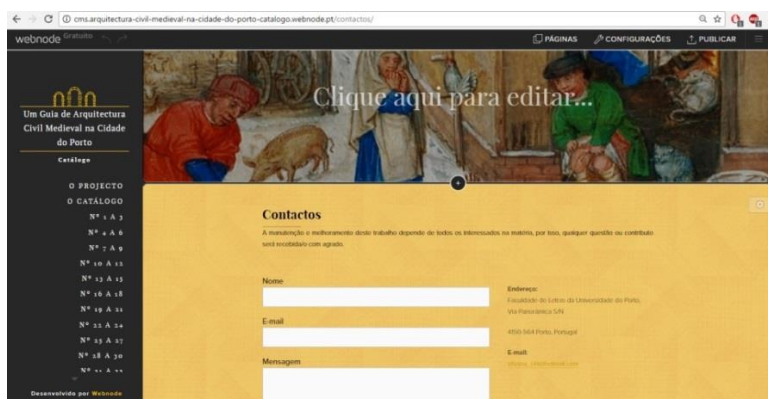 cms.arquitectura-civil-medieval-na-cidade-do-porto-catalogo.webnode.pt/contactos/
webnode Gratuito
PÁGINAS CONFIGURAÇÕES PUBLICAR
Clique aqui para editar...
Um Guia de Arquitectura
Civil Medieval na Cidade
do Porto
Catálogo
O PROJECTO
O CATÁLOGO
Nº 1 A 3
Nº 4 A 6
Nº 7 A 9
Nº 10 A 12
Nº 13 A 15
Nº 16 A 18
Nº 19 A 21
Nº 22 A 24
Nº 25 A 27
Nº 28 A 30
Desenvolvido por Webnode
Contactos
A manutenção e melhoramento deste trabalho depende de todos os interessados na matéria, por isso, qualquer questão ou contributo
será recebida/o com agrado.
Nome
E-mail
Mensagem
Endereço:
Faculdade de Letras da Universidade do Porto,
Via Panorâmica S/N
4150-564 Porto, Portugal
E-mail: